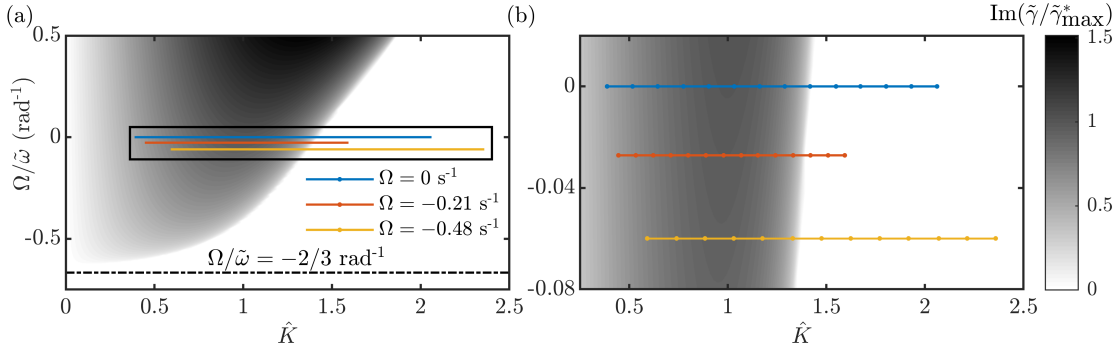 (a)
0.5
0
-0.5
Ω/ω̃ (rad⁻¹)
Ω = 0 s⁻¹
Ω = −0.21 s⁻¹
Ω = −0.48 s⁻¹
Ω/ω̃ = −2/3 rad⁻¹
0 0.5 1 1.5 2 2.5
K̂
(b)
0
-0.04
-0.08
0.5 1 1.5 2 2.5
K̂
Im(γ̃/γ̃*max)
1.5
1
0.5
0